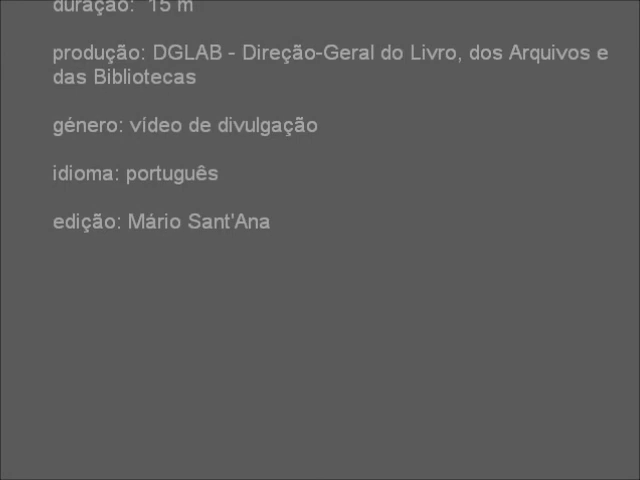 duração: 15 m
produção: DGLAB - Direção-Geral do Livro, dos Arquivos e
das Bibliotecas
género: vídeo de divulgação
idioma: português
edição: Mário Sant'Ana